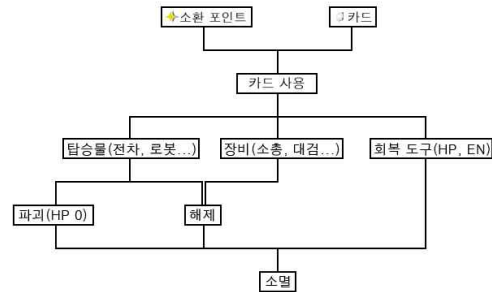 소환 포인트
카드
카드 사용
탑승물(전차, 로봇...)
장비(소총, 대검...)
회복 도구(HP, EN)
파괴(HP 0)
해제
소멸